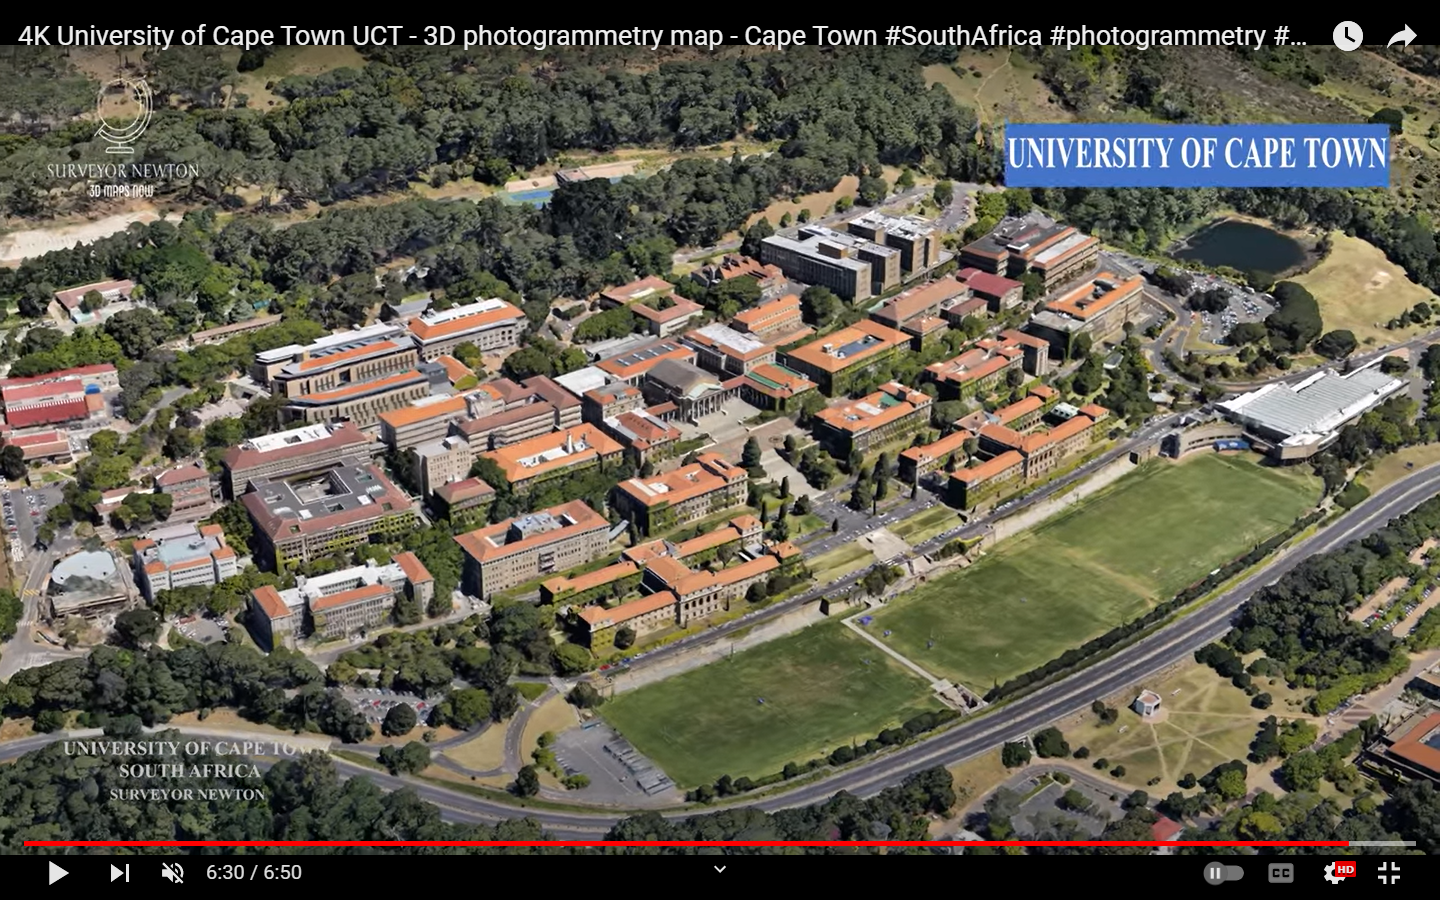 4K University of Cape Town UCT - 3D photogrammetry map - Cape Town #SouthAfrica #photogrammetry #...
SURVEYOR NEWTON
3D MAPS NOW
UNIVERSITY OF CAPE TOWN
UNIVERSITY OF CAPE TOWN
SOUTH AFRICA
SURVEYOR NEWTON
6:30 / 6:50
CC
HD